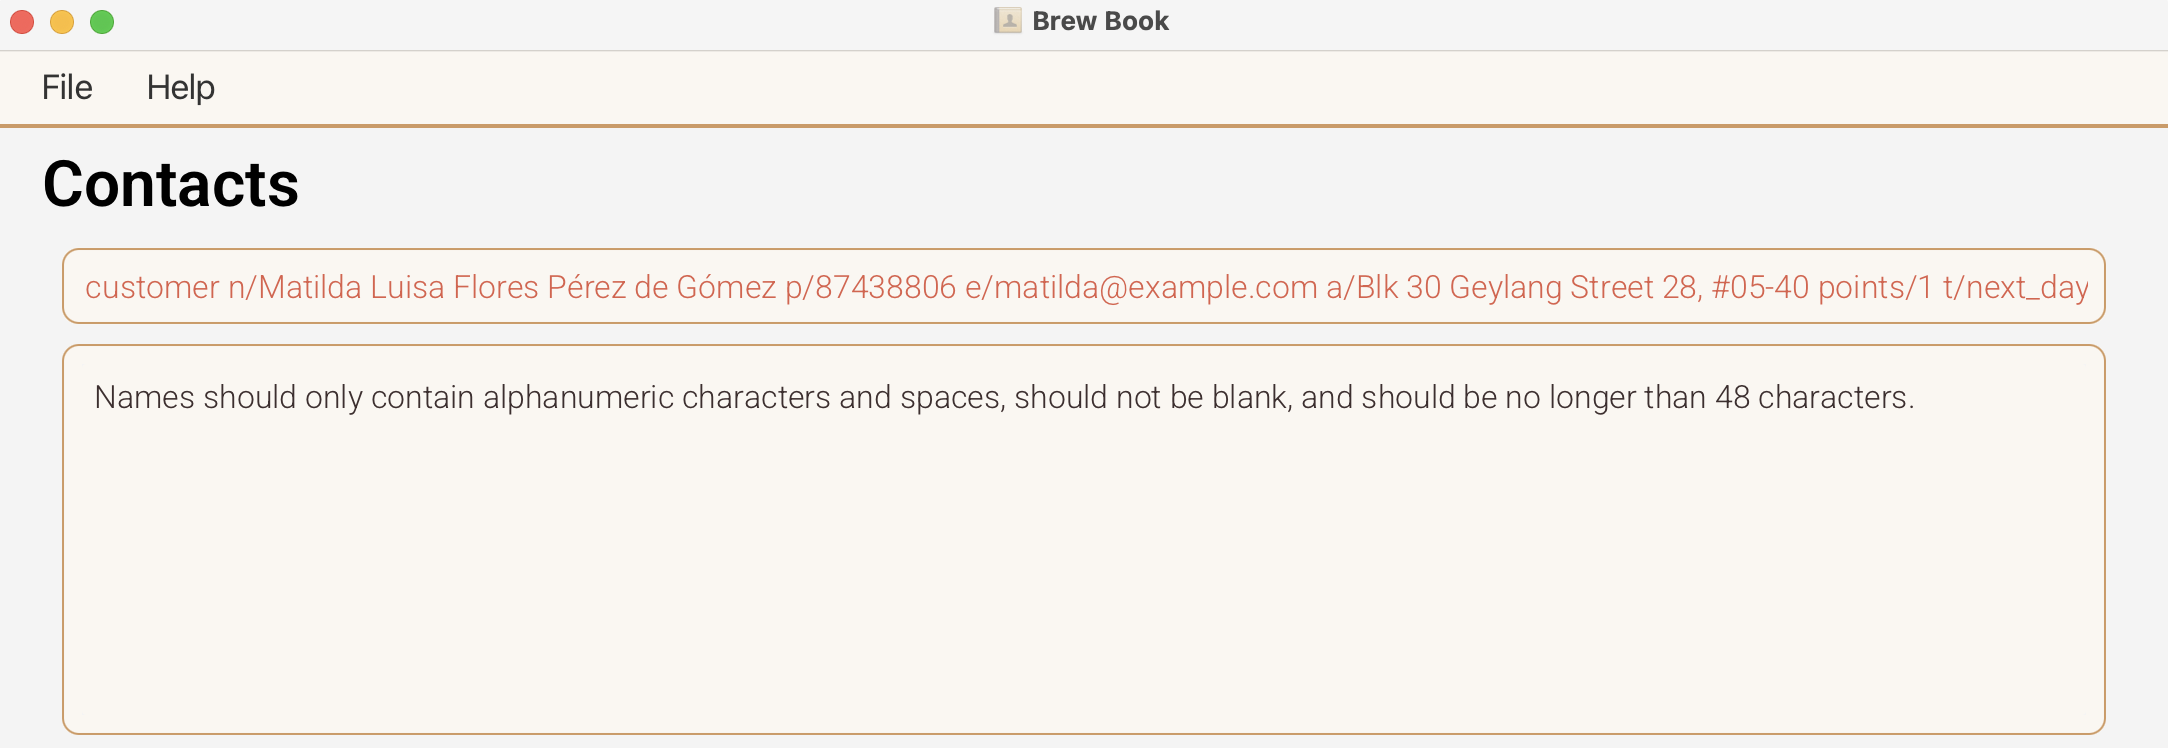 Brew Book
File Help
Contacts
customer n/Matilda Luisa Flores Pérez de Gómez p/87438806 e/matilda@example.com a/Blk 30 Geylang Street 28, #05-40 points/1 t/next_day
Names should only contain alphanumeric characters and spaces, should not be blank, and should be no longer than 48 characters.